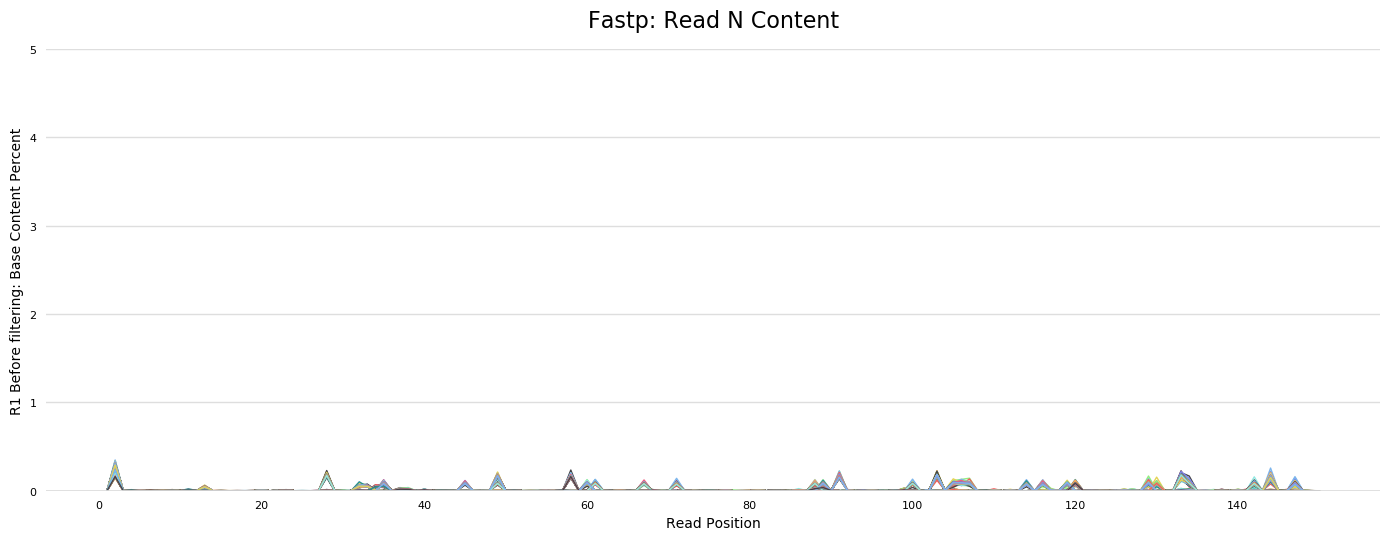 Fastp: Read N Content
R1 Before filtering: Base Content Percent
5
4
3
2
1
0
0 20 40 60 80 100 120 140
Read Position